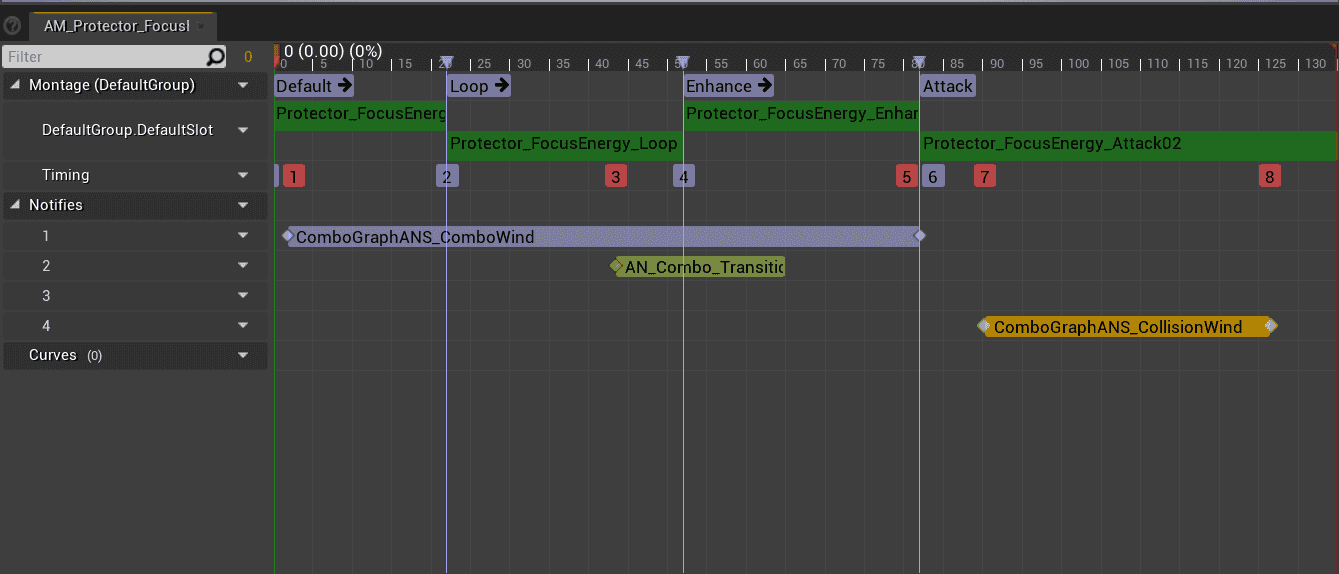 AM_Protector_FocusI
Filter 0
0 (0.00) (0%)
0 5 10 15 20 25 30 35 40 45 50 55 60 65 70 75 80 85 90 95 100 105 110 115 120 125 130
Montage (DefaultGroup) Default Loop Enhance Attack
Protector_FocusEnerg Protector_FocusEnergy_Enhar
DefaultGroup.DefaultSlot
Protector_FocusEnergy_Loop Protector_FocusEnergy_Attack02
Timing 1 2 3 4 5 6 7 8
Notifies
1 ComboGraphANS_ComboWind
2 AN_Combo_Transitic
3
4 ComboGraphANS_CollisionWind
Curves (0)